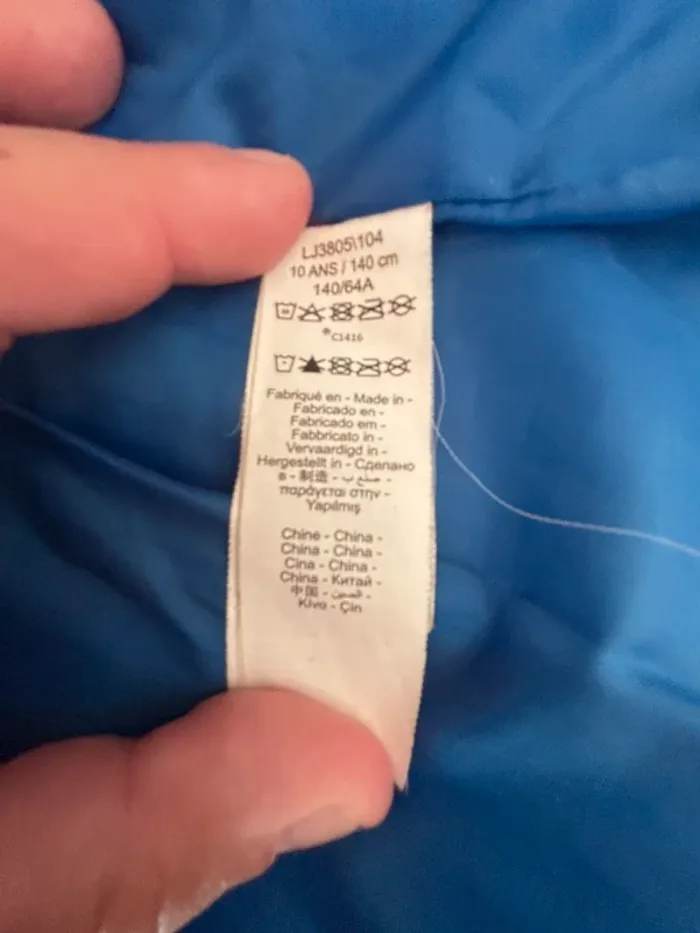 LJ3805\104
10 ANS / 140 cm
140/64A
®C1416
Fabriqué en - Made in -
Fabricado en -
Fabricado em -
Fabbricato in -
Vervaardigd in -
Hergestellt in - Сделано
в - 制造 - صنع ب -
παράγεται στην -
Yapılmış
Chine - China -
China - China -
Cina - China -
China - Китай -
中国 - الصين -
Κίνα - Çin